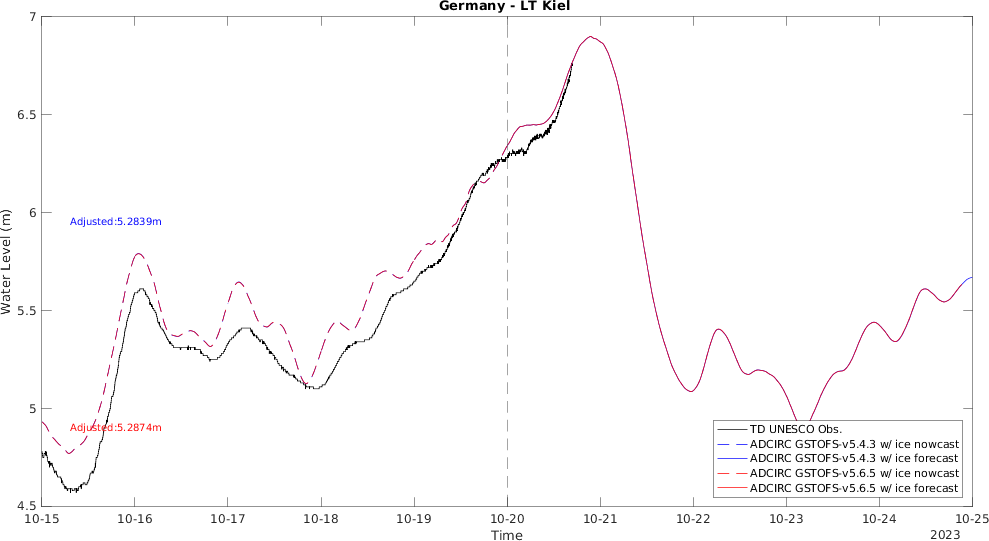 Germany - LT Kiel
Water Level (m)
7
6.5
6
5.5
5
4.5
Adjusted:5.2839m
Adjusted:5.2874m
TD UNESCO Obs.
ADCIRC GSTOFS-v5.4.3 w/ ice nowcast
ADCIRC GSTOFS-v5.4.3 w/ ice forecast
ADCIRC GSTOFS-v5.6.5 w/ ice nowcast
ADCIRC GSTOFS-v5.6.5 w/ ice forecast
10-15 10-16 10-17 10-18 10-19 10-20 10-21 10-22 10-23 10-24 10-25
Time
2023